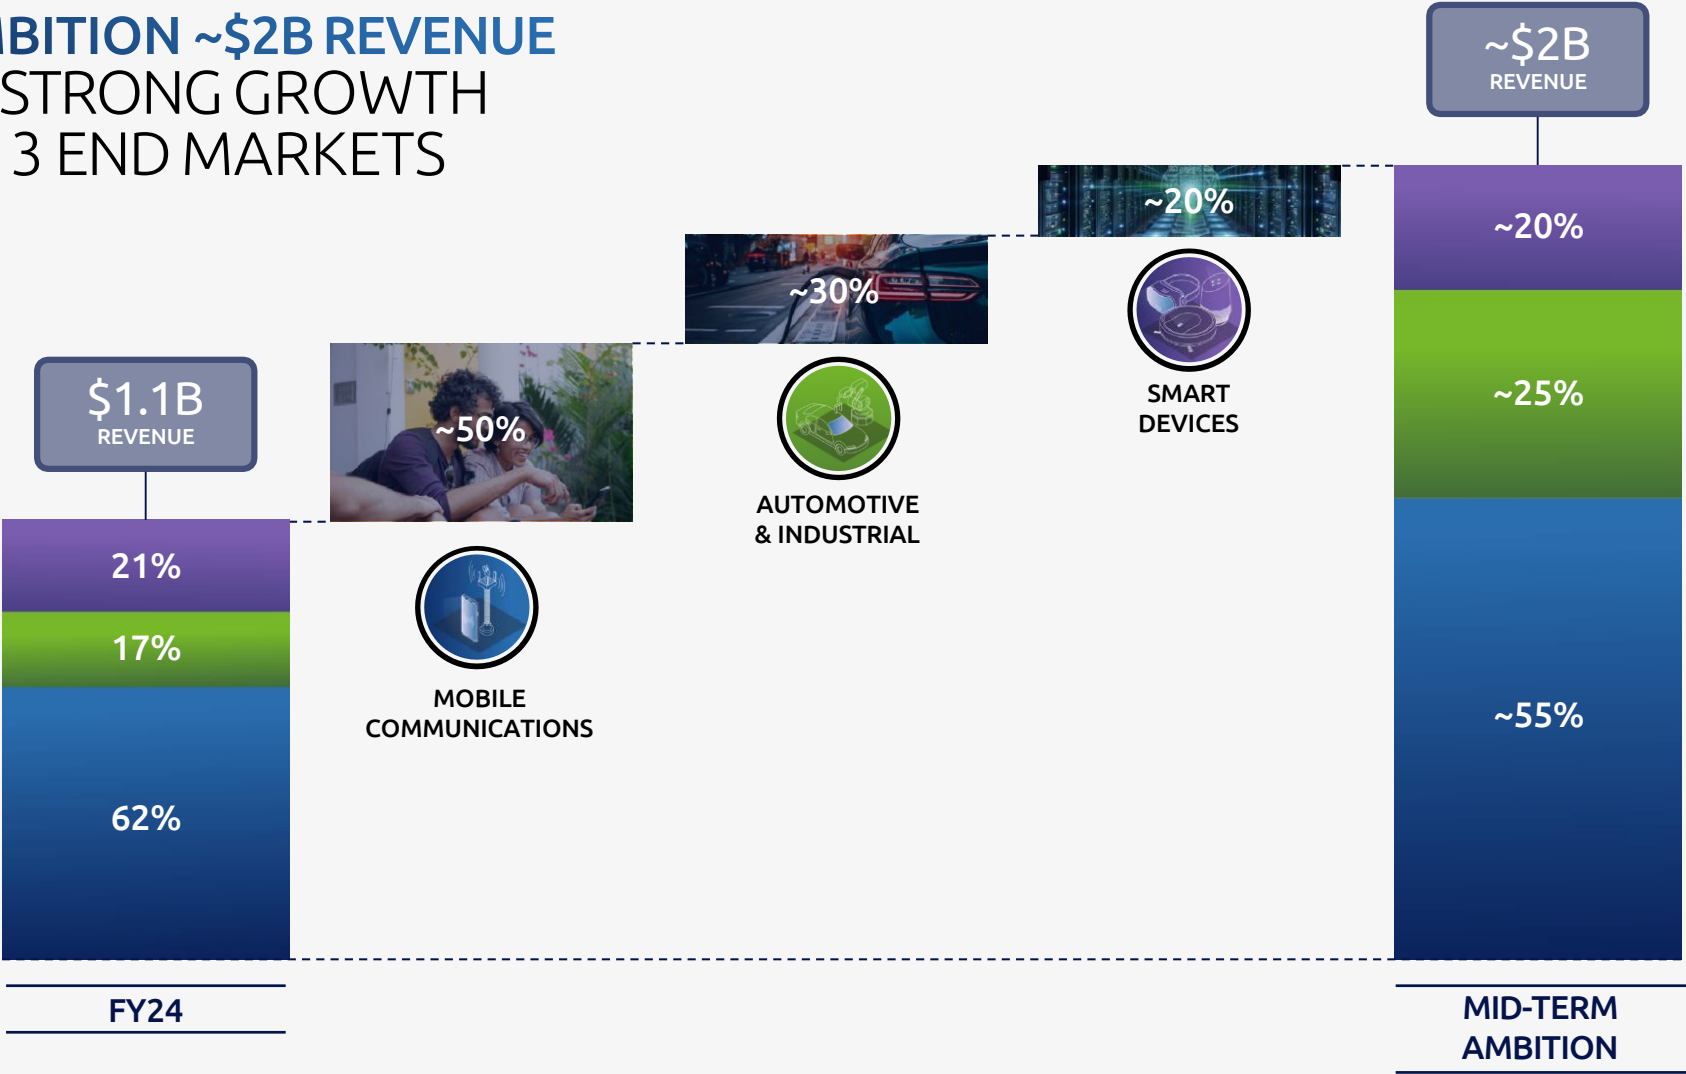 MBITION ~$2B REVENUE
STRONG GROWTH
3 END MARKETS
~$2B
REVENUE
~20%
~20%
~30%
~25%
$1.1B
REVENUE
~50%
SMART
DEVICES
AUTOMOTIVE
& INDUSTRIAL
21%
17%
MOBILE
COMMUNICATIONS
~55%
62%
FY24
MID-TERM
AMBITION